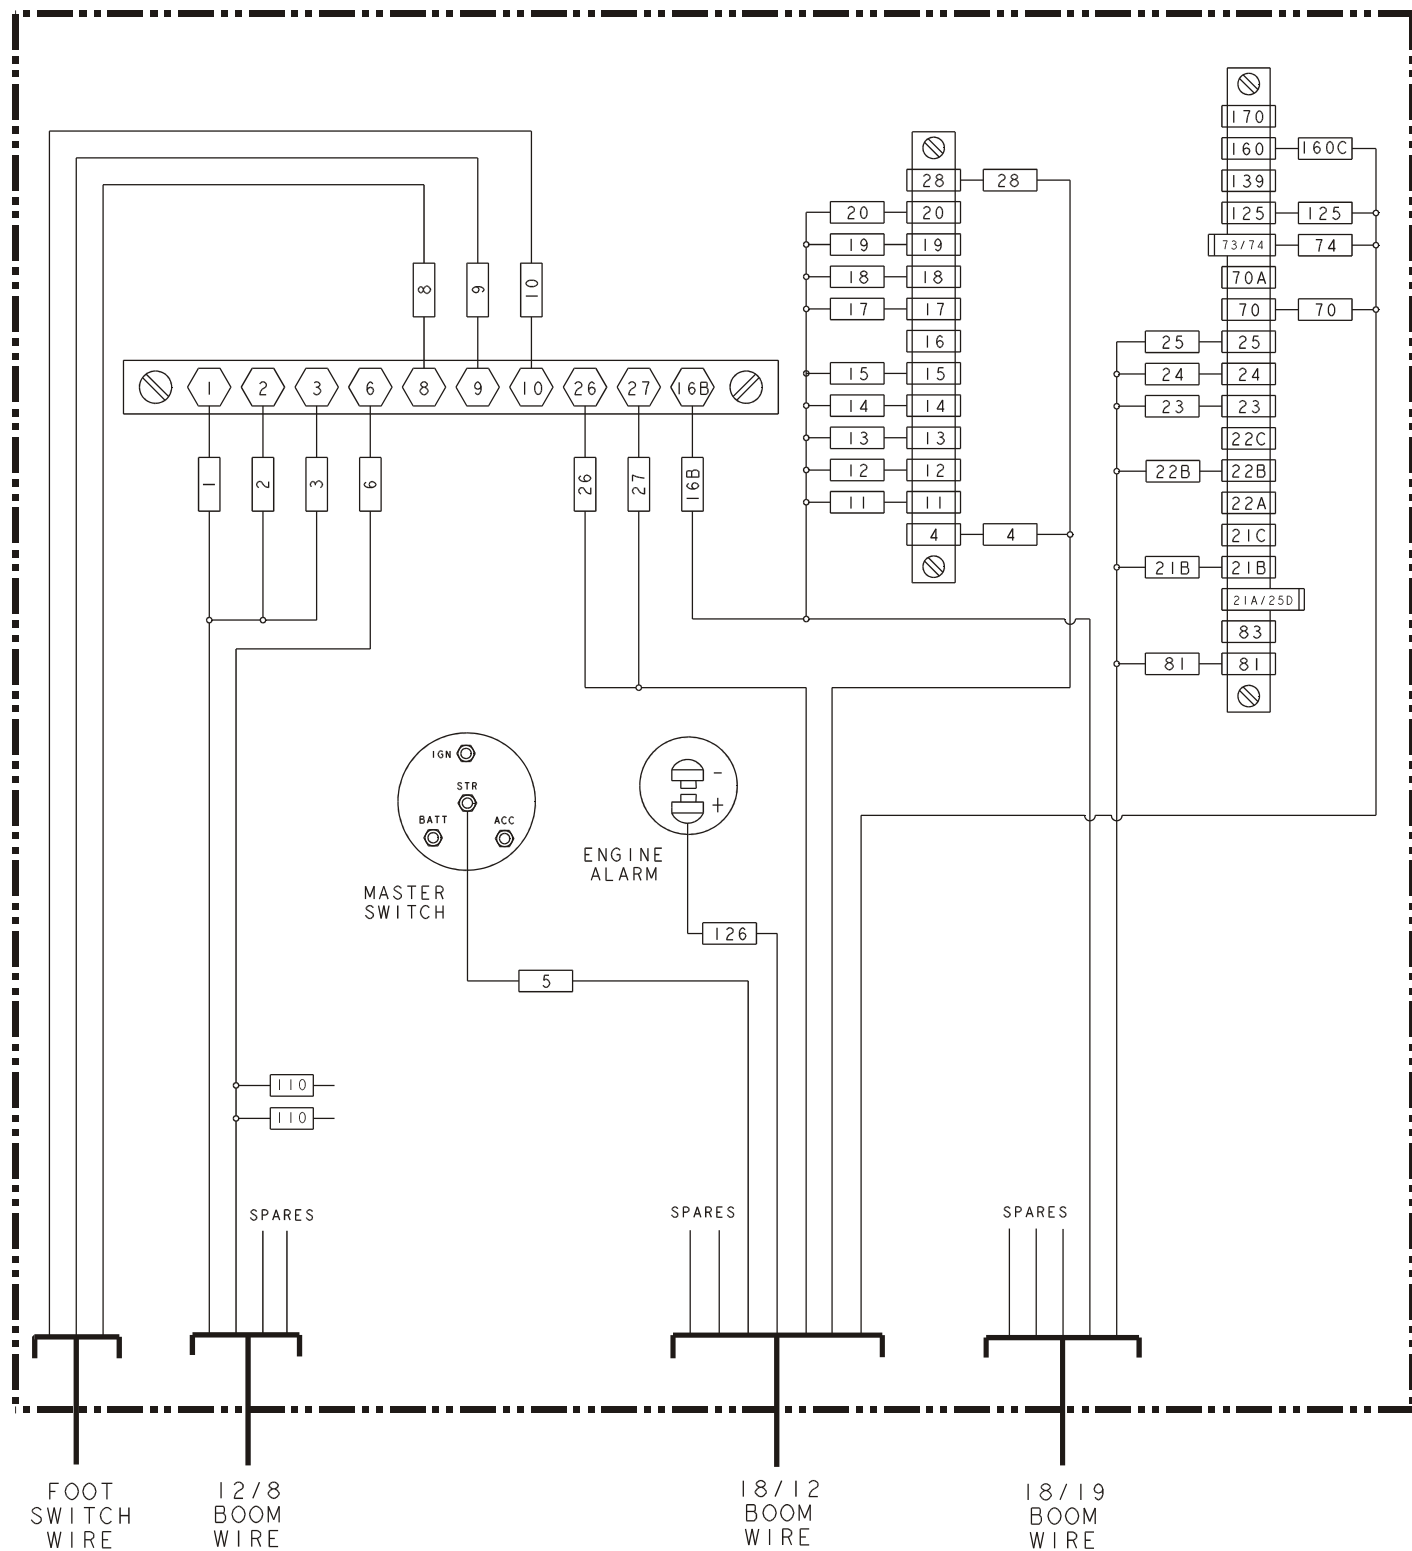 170
160 160C
28 28
139
20 20
125 125
19 19
73/74 74
18 18
70A
8 9 10
17 17
70 70
16
25 25
15 15
24 24
1 2 3 6 8 9 10 26 27 16B
14 14
23 23
13 13
22C
12 12
22B 22B
1 2 3 6 26 27 16B
11 11
22A
4 4
21C
21B 21B
21A/25D
83
81 81
IGN
STR
BATT ACC
MASTER
SWITCH
-
+
ENGINE
ALARM
126
5
110
110
SPARES
SPARES
SPARES
FOOT
SWITCH
WIRE
12/8
BOOM
WIRE
18/12
BOOM
WIRE
18/19
BOOM
WIRE